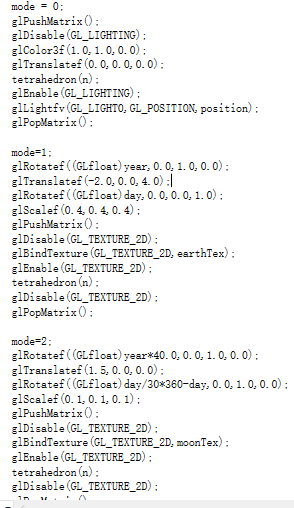 mode = 0;
glPushMatrix();
glDisable(GL_LIGHTING);
glColor3f(1.0,1.0,0.0);
glTranslatef(0.0,0.0,0.0);
tetrahedron(n);
glEnable(GL_LIGHTING);
glLightfv(GL_LIGHT0,GL_POSITION,position);
glPopMatrix();
mode=1;
glRotatef((GLfloat)year,0.0,1.0,0.0);
glTranslatef(-2.0,0.0,4.0);
glRotatef((GLfloat)day,0.0,0.0,1.0);
glScalef(0.4,0.4,0.4);
glPushMatrix();
glDisable(GL_TEXTURE_2D);
glBindTexture(GL_TEXTURE_2D,earthTex);
glEnable(GL_TEXTURE_2D);
tetrahedron(n);
glDisable(GL_TEXTURE_2D);
glPopMatrix();
mode=2;
glRotatef((GLfloat)year*40.0,0.0,1.0,0.0);
glTranslatef(1.5,0.0,0.0);
glRotatef((GLfloat)day/30*360-day,0.0,1.0,0.0);
glScalef(0.1,0.1,0.1);
glPushMatrix();
glDisable(GL_TEXTURE_2D);
glBindTexture(GL_TEXTURE_2D,moonTex);
glEnable(GL_TEXTURE_2D);
tetrahedron(n);
glDisable(GL_TEXTURE_2D);